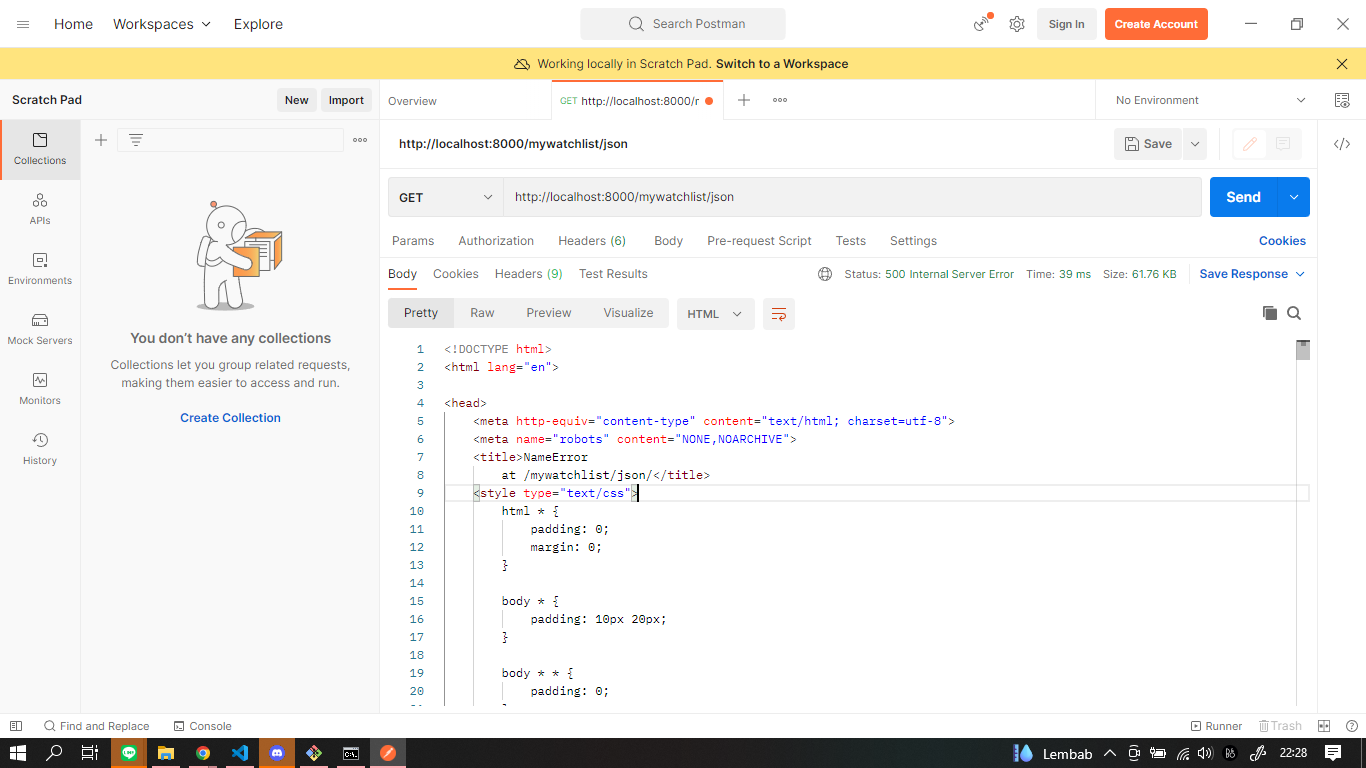 Home Workspaces Explore Search Postman Sign In Create Account
Working locally in Scratch Pad. Switch to a Workspace
Scratch Pad New Import Overview GET http://localhost:8000/r No Environment
http://localhost:8000/mywatchlist/json Save
Collections
GET http://localhost:8000/mywatchlist/json Send
APIs
Params Authorization Headers (6) Body Pre-request Script Tests Settings Cookies
Environments
Body Cookies Headers (9) Test Results Status: 500 Internal Server Error Time: 39 ms Size: 61.76 KB Save Response
Pretty Raw Preview Visualize HTML
Mock Servers
Monitors
History
You don’t have any collections
Collections let you group related requests,
making them easier to access and run.
Create Collection
1 <!DOCTYPE html>
2 <html lang="en">
3
4 <head>
5 <meta http-equiv="content-type" content="text/html; charset=utf-8">
6 <meta name="robots" content="NONE,NOARCHIVE">
7 <title>NameError
8 at /mywatchlist/json/</title>
9 <style type="text/css">
10 html * {
11 padding: 0;
12 margin: 0;
13 }
14
15 body * {
16 padding: 10px 20px;
17 }
18
19 body * * {
20 padding: 0;
Find and Replace Console Runner Trash
Lembab 22:28